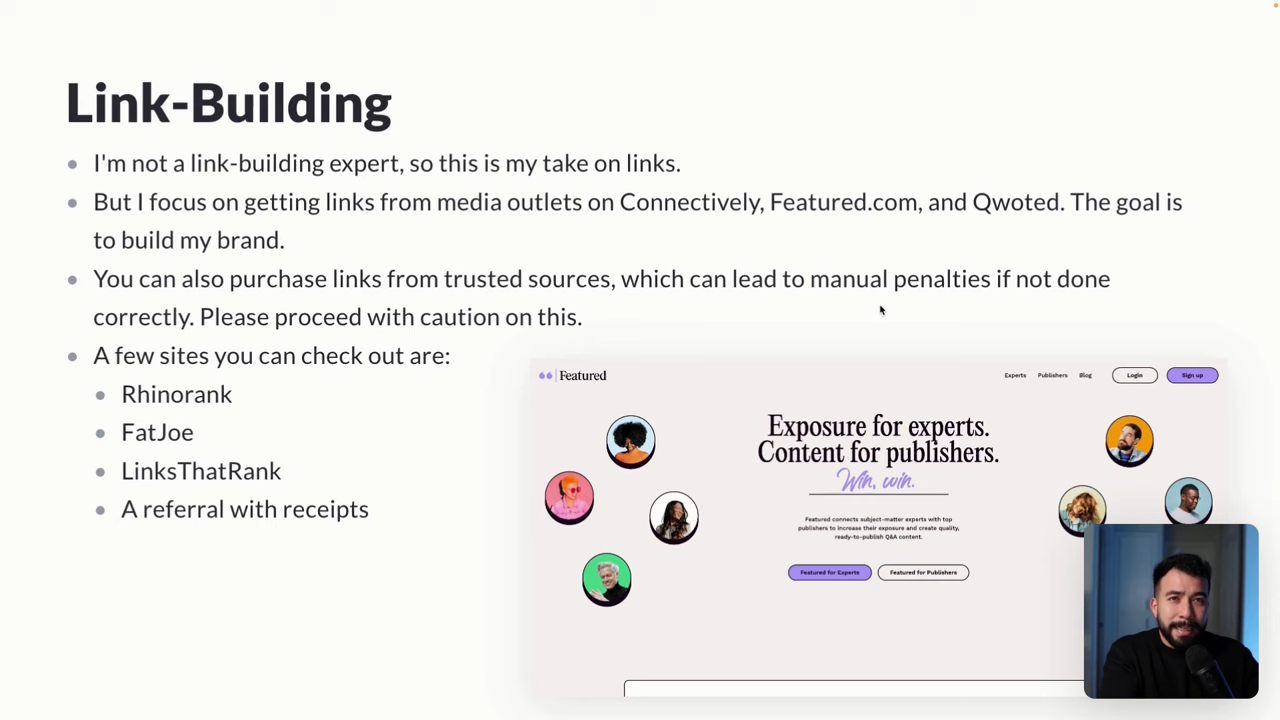 Link-Building
I'm not a link-building expert, so this is my take on links.
But I focus on getting links from media outlets on Connectively, Featured.com, and Qwoted. The goal is
to build my brand.
You can also purchase links from trusted sources, which can lead to manual penalties if not done
correctly. Please proceed with caution on this.
A few sites you can check out are:
Rhinorank
FatJoe
LinksThatRank
A referral with receipts
Featured
Experts Publishers Blog Login Sign up
Exposure for experts.
Content for publishers.
Win, win.
Featured connects subject-matter experts with top
publishers to increase their exposure and create quality,
ready-to-publish Q&A content.
Featured for Experts Featured for Publishers